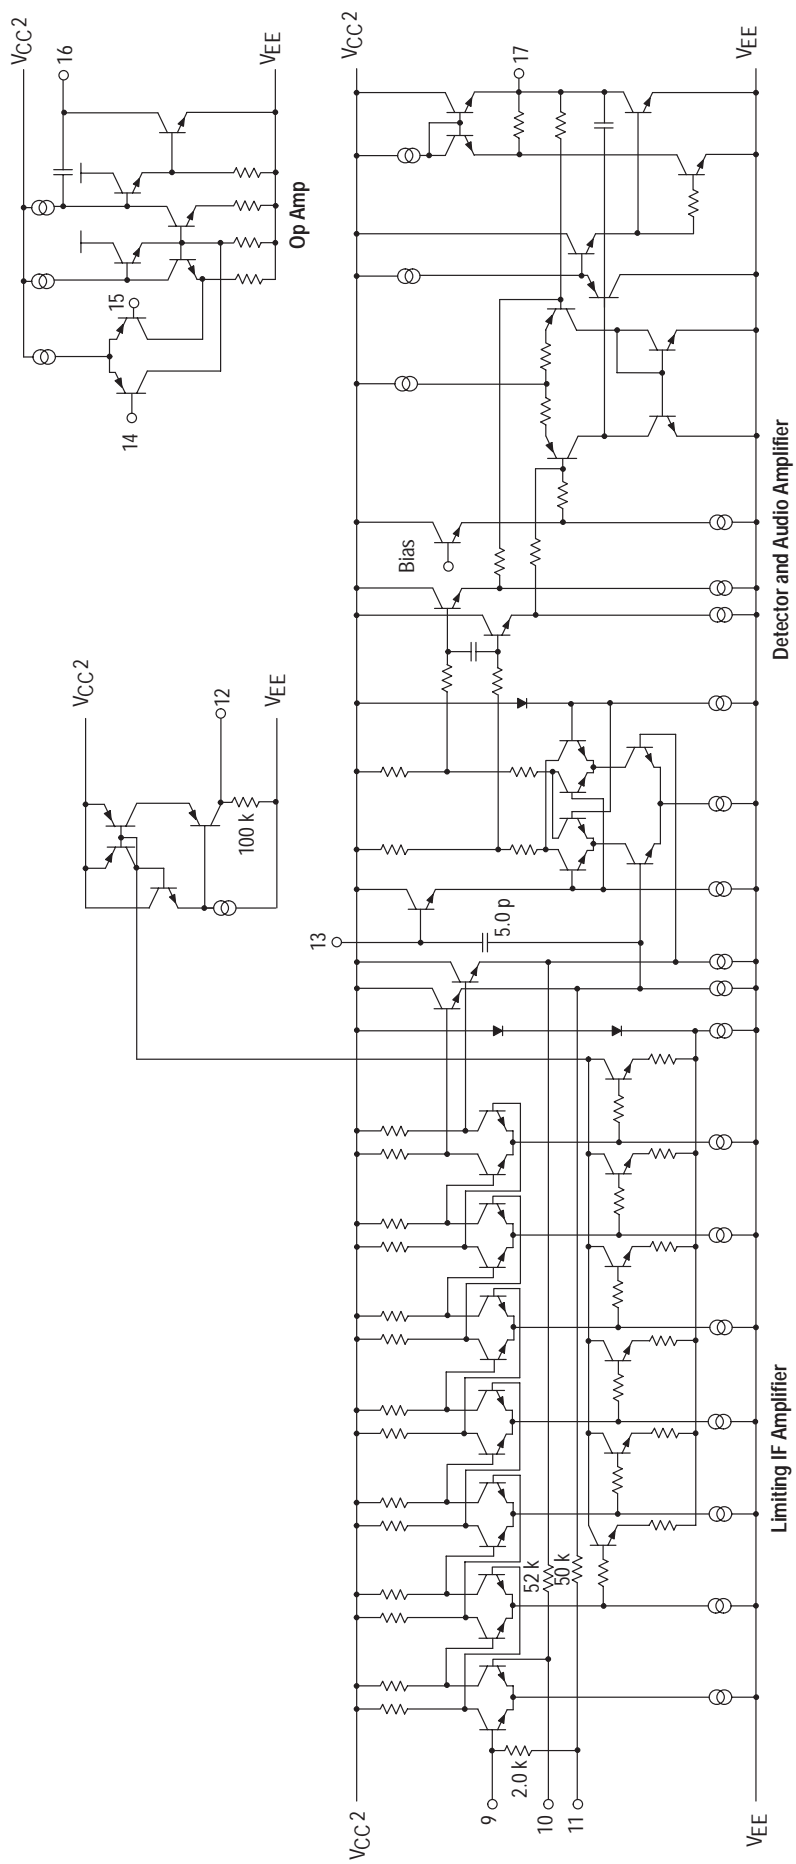 VCC2
16
VEE
Op Amp
15
14
VCC2
12
VEE
100 k
VCC2
17
VEE
Bias
Detector and Audio Amplifier
13
5.0 p
Limiting IF Amplifier
52 k
50 k
2.0 k
9
10
11
VCC2
VEE